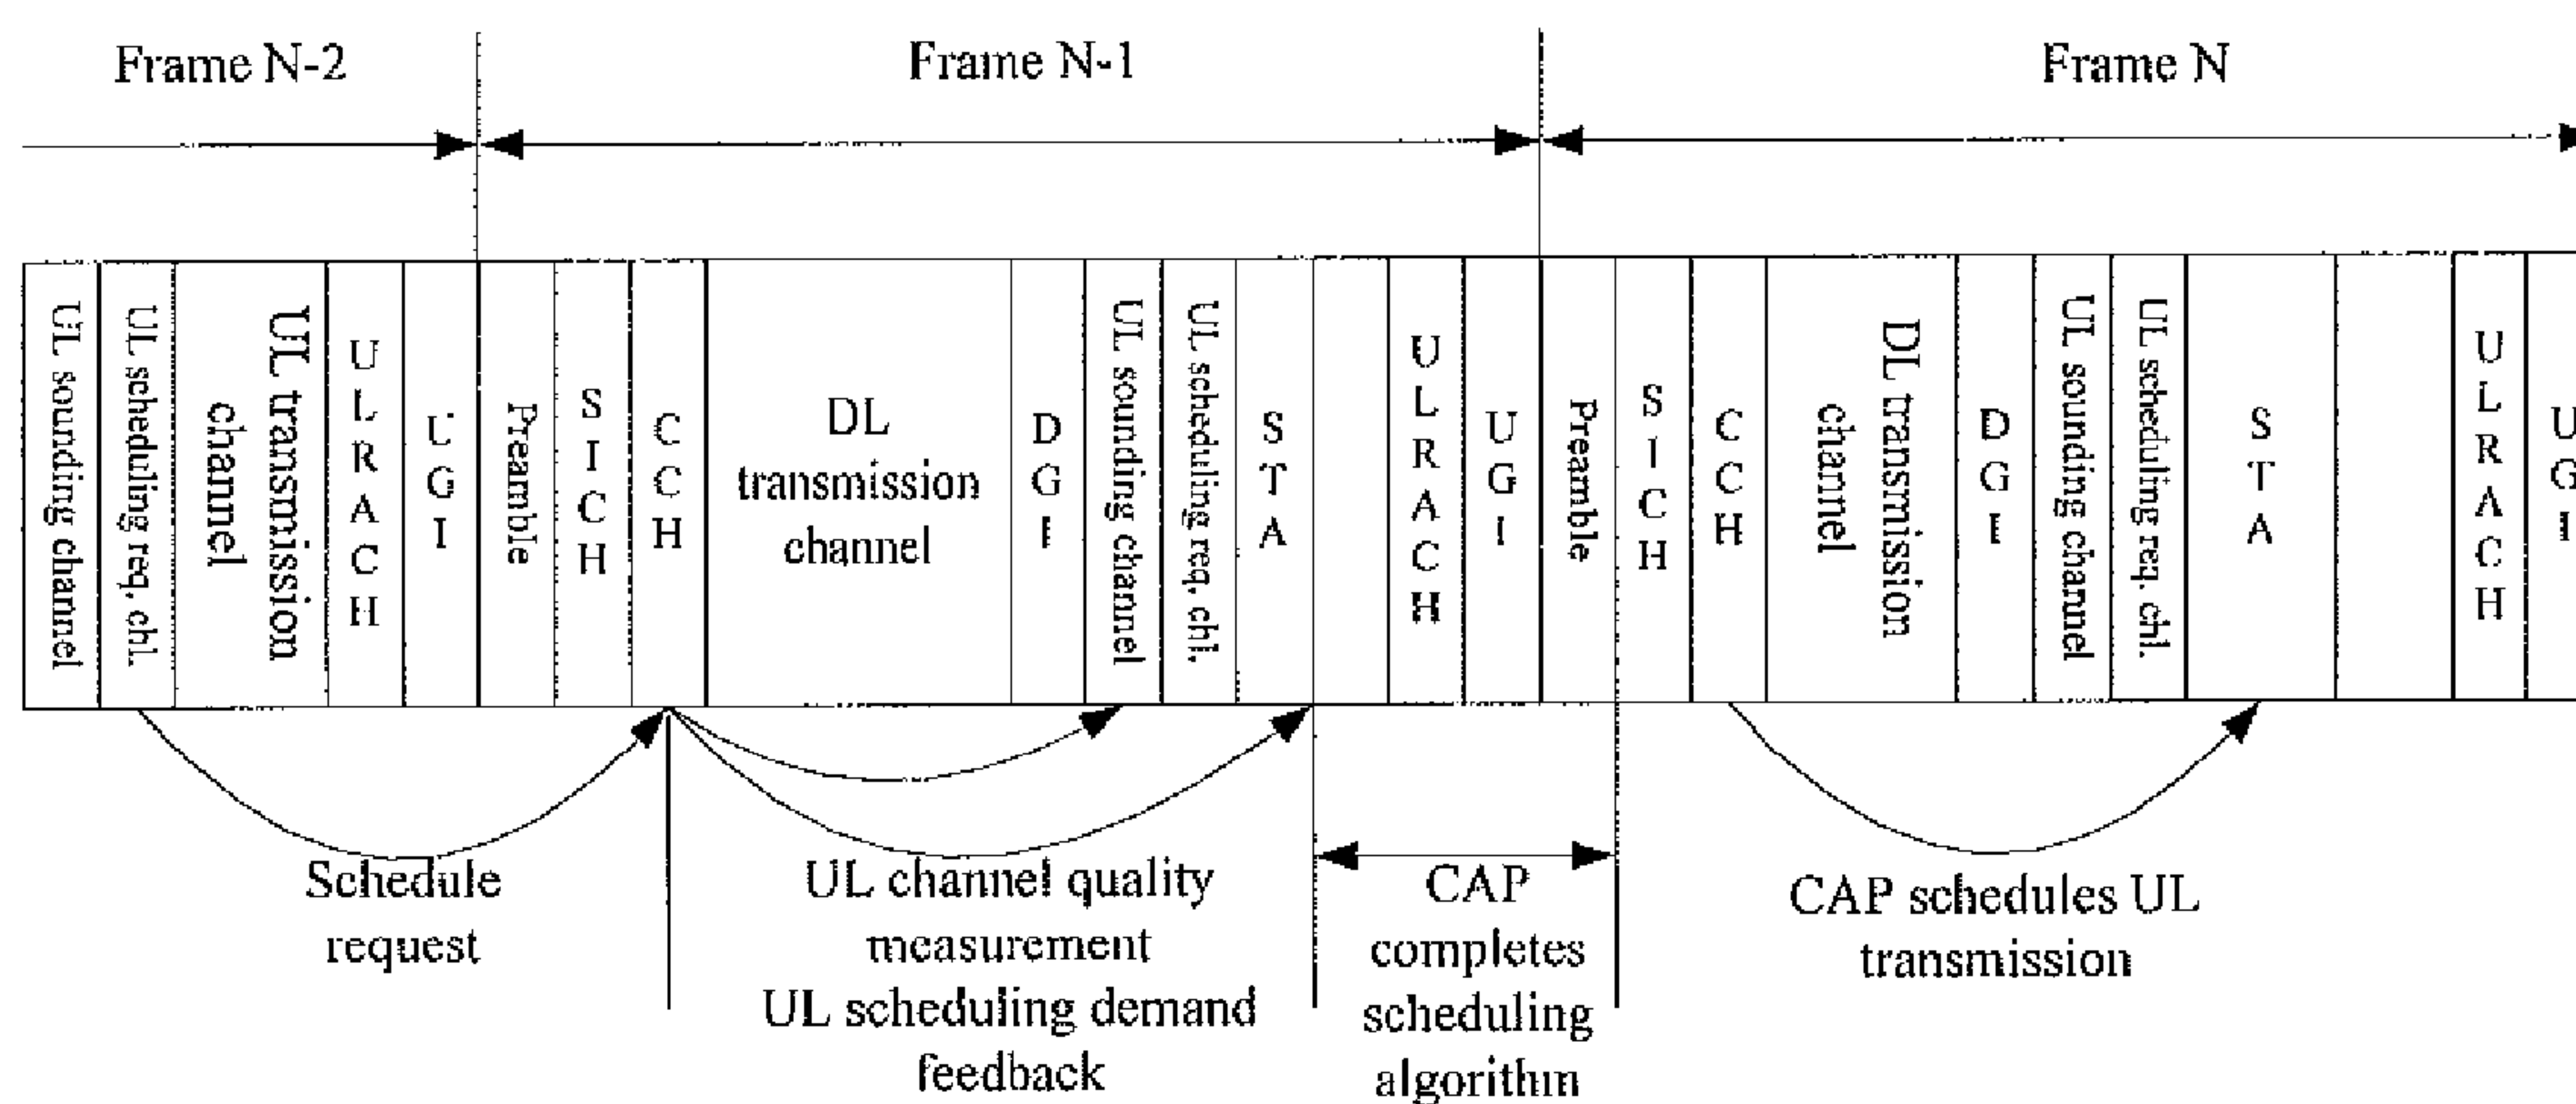 Frame N-2
Frame N-1
Frame N
UL sounding channel
UL scheduling req. chl.
UL transmission
channel
ULRACH
UGI
Preamble
SICH
CCH
DL
transmission
channel
DGI
UL sounding channel
UL scheduling req. chl.
STA
ULRACH
UGI
Preamble
SICH
CCH
DL transmission
channel
DGI
UL sounding channel
UL scheduling req. chl.
STA
ULRACH
UGI
Schedule
request
UL channel quality
measurement
UL scheduling demand
feedback
CAP
completes
scheduling
algorithm
CAP schedules UL
transmission